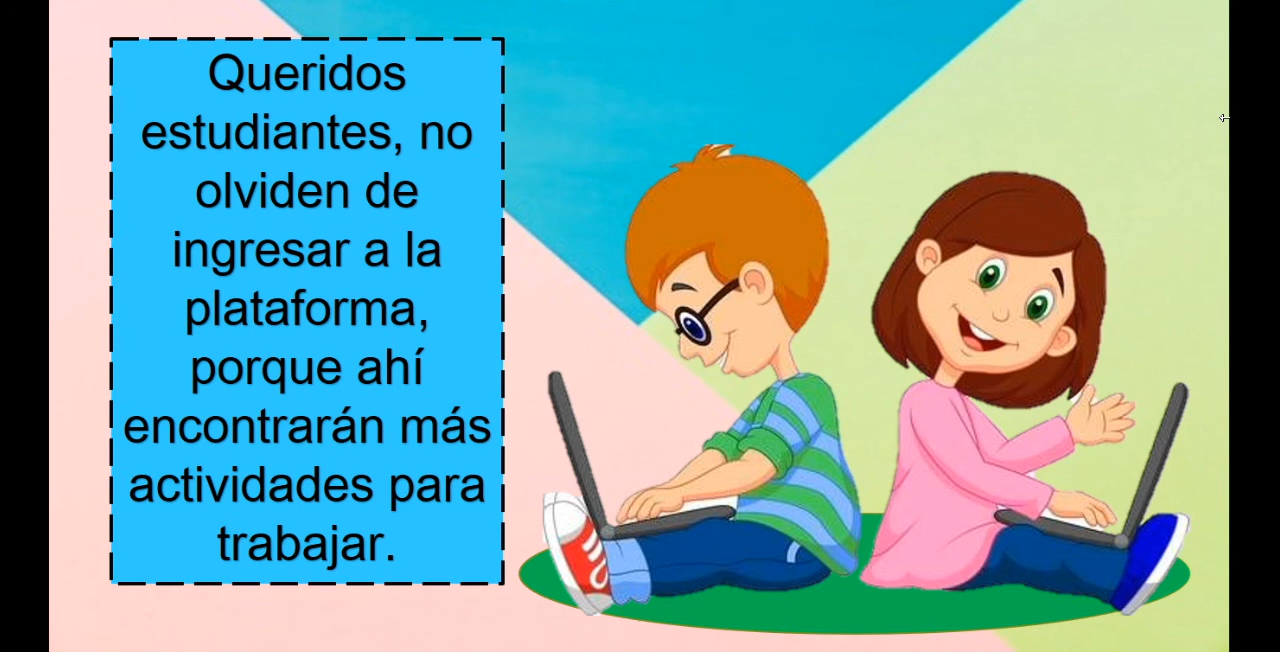 Queridos
estudiantes, no
olviden de
ingresar a la
plataforma,
porque ahí
encontrarán más
actividades para
trabajar.